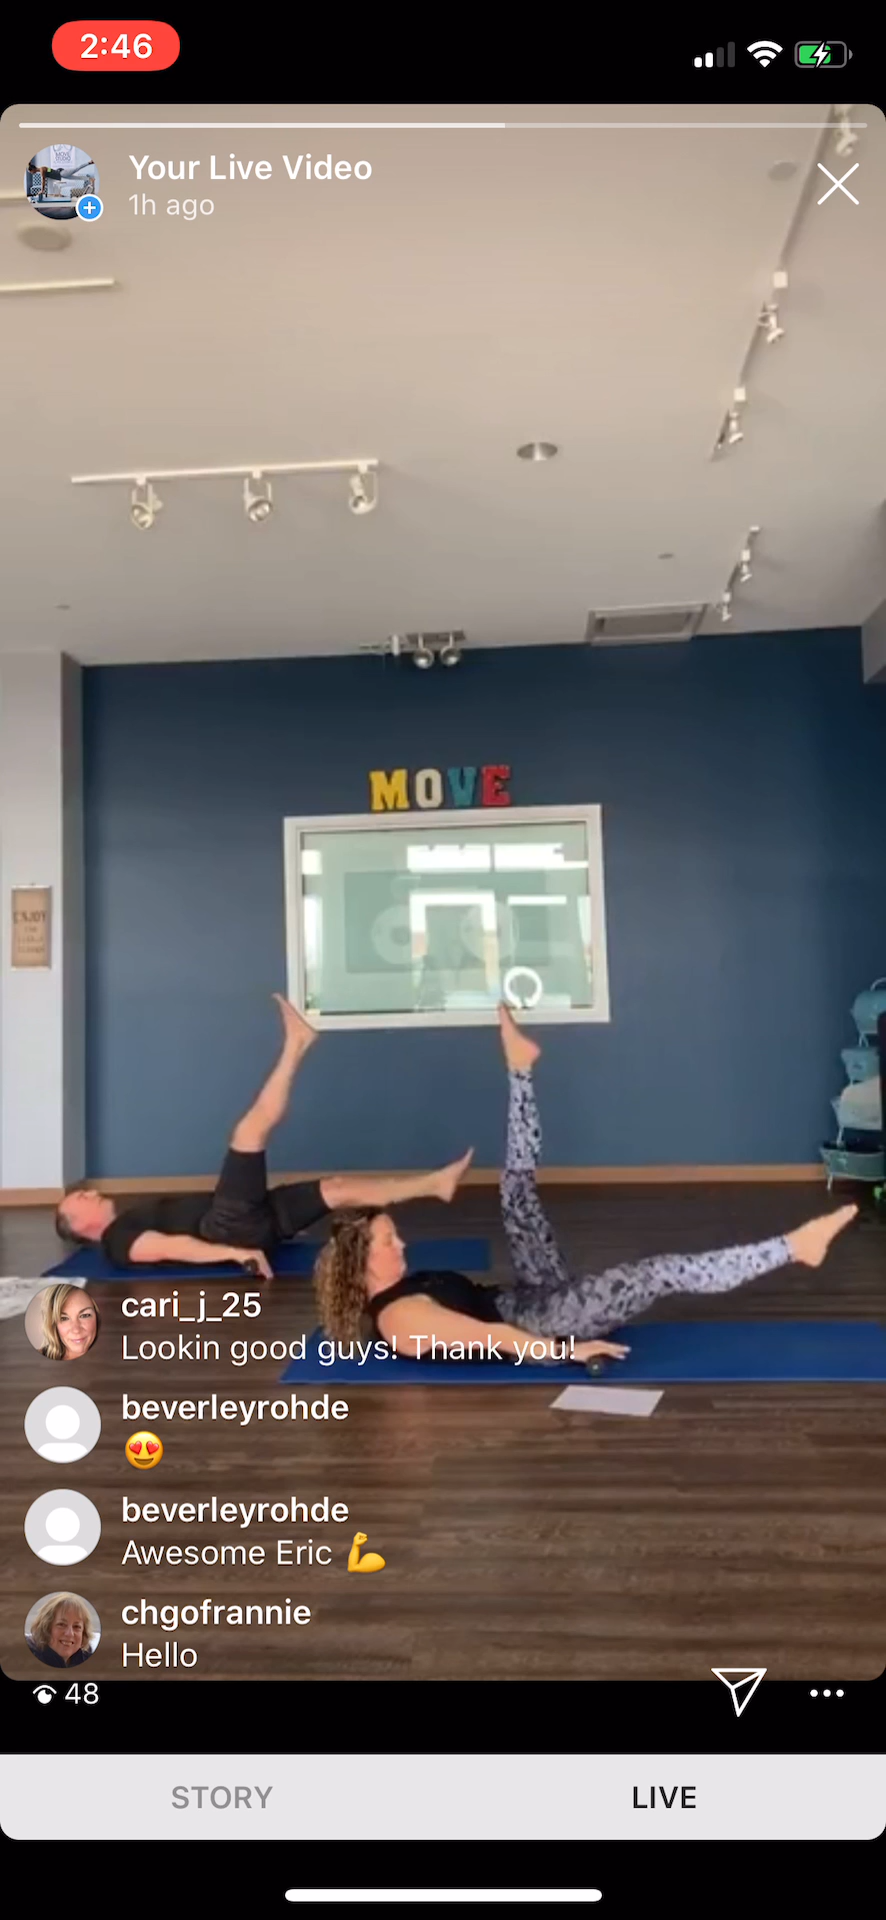 2:46
Your Live Video
1h ago
MOVE
ENJOY
cari_j_25
Lookin good guys! Thank you!
beverleyrohde
😍
beverleyrohde
Awesome Eric 💪
chgofrannie
Hello
48
STORY
LIVE